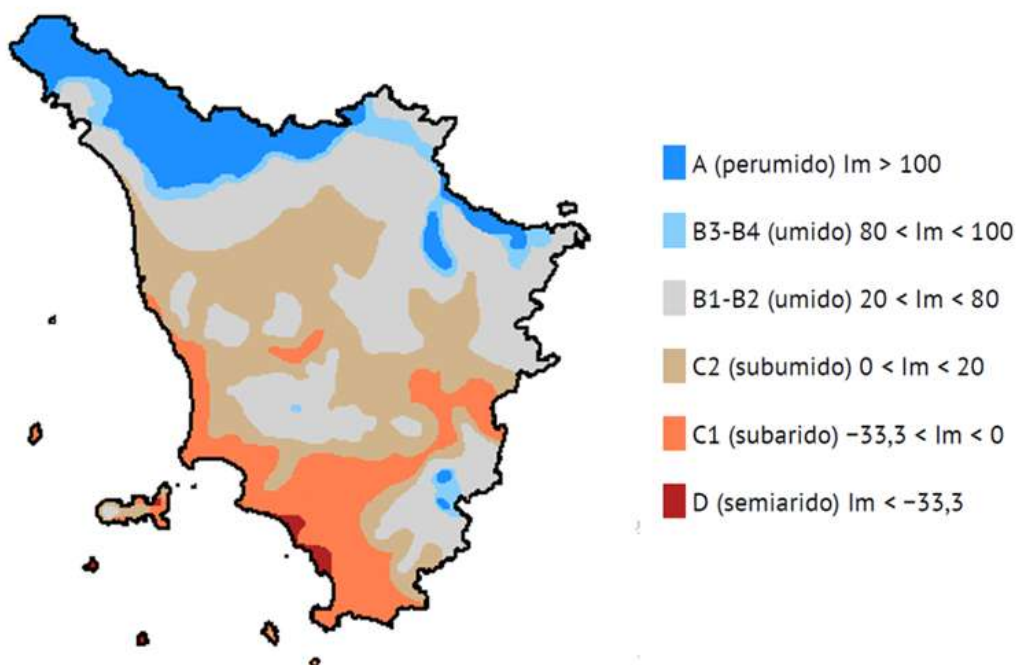 A (perumido) Im > 100
B3-B4 (umido) 80 < Im < 100
B1-B2 (umido) 20 < Im < 80
C2 (subumido) 0 < Im < 20
C1 (subarido) −33,3 < Im < 0
D (semiarido) Im < −33,3